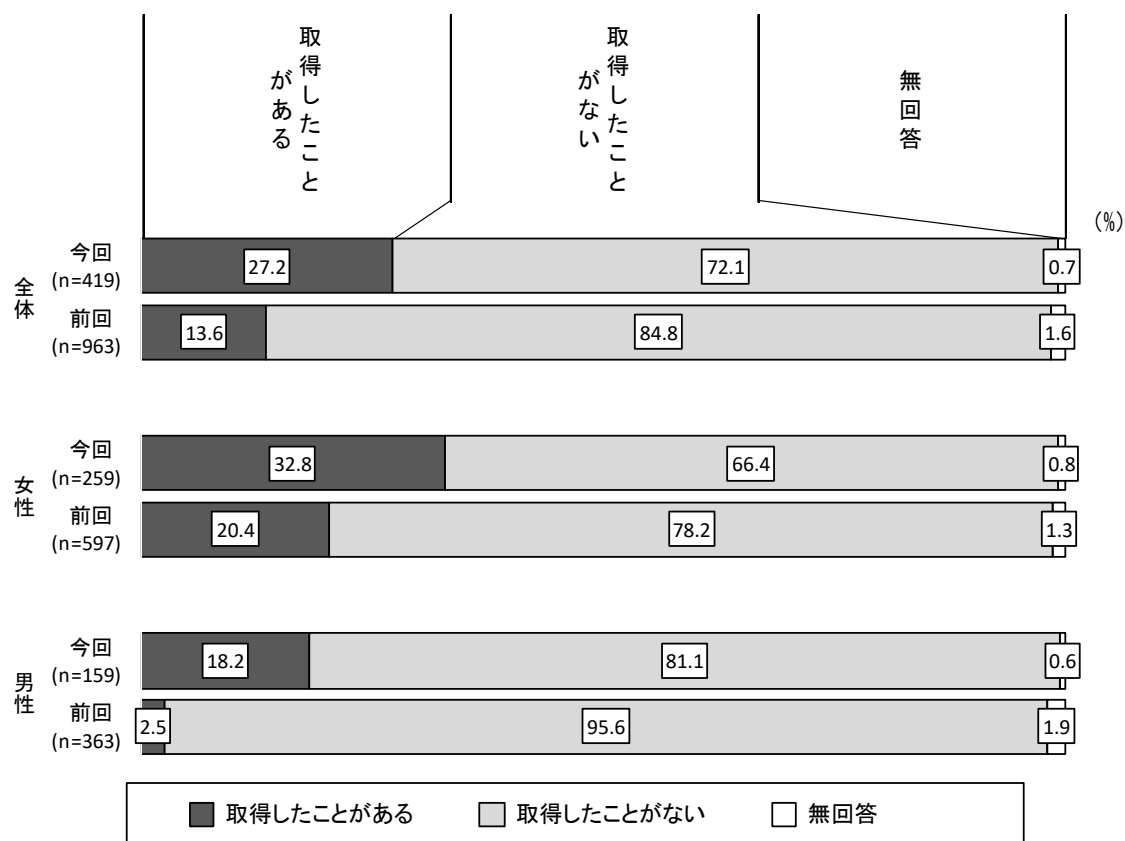 取得したこと
がある
取得したこと
がない
無回答
(%)
全体
今回
(n=419)
27.2
72.1
0.7
前回
(n=963)
13.6
84.8
1.6
女性
今回
(n=259)
32.8
66.4
0.8
前回
(n=597)
20.4
78.2
1.3
男性
今回
(n=159)
18.2
81.1
0.6
前回
(n=363)
2.5
95.6
1.9
取得したことがある
取得したことがない
無回答